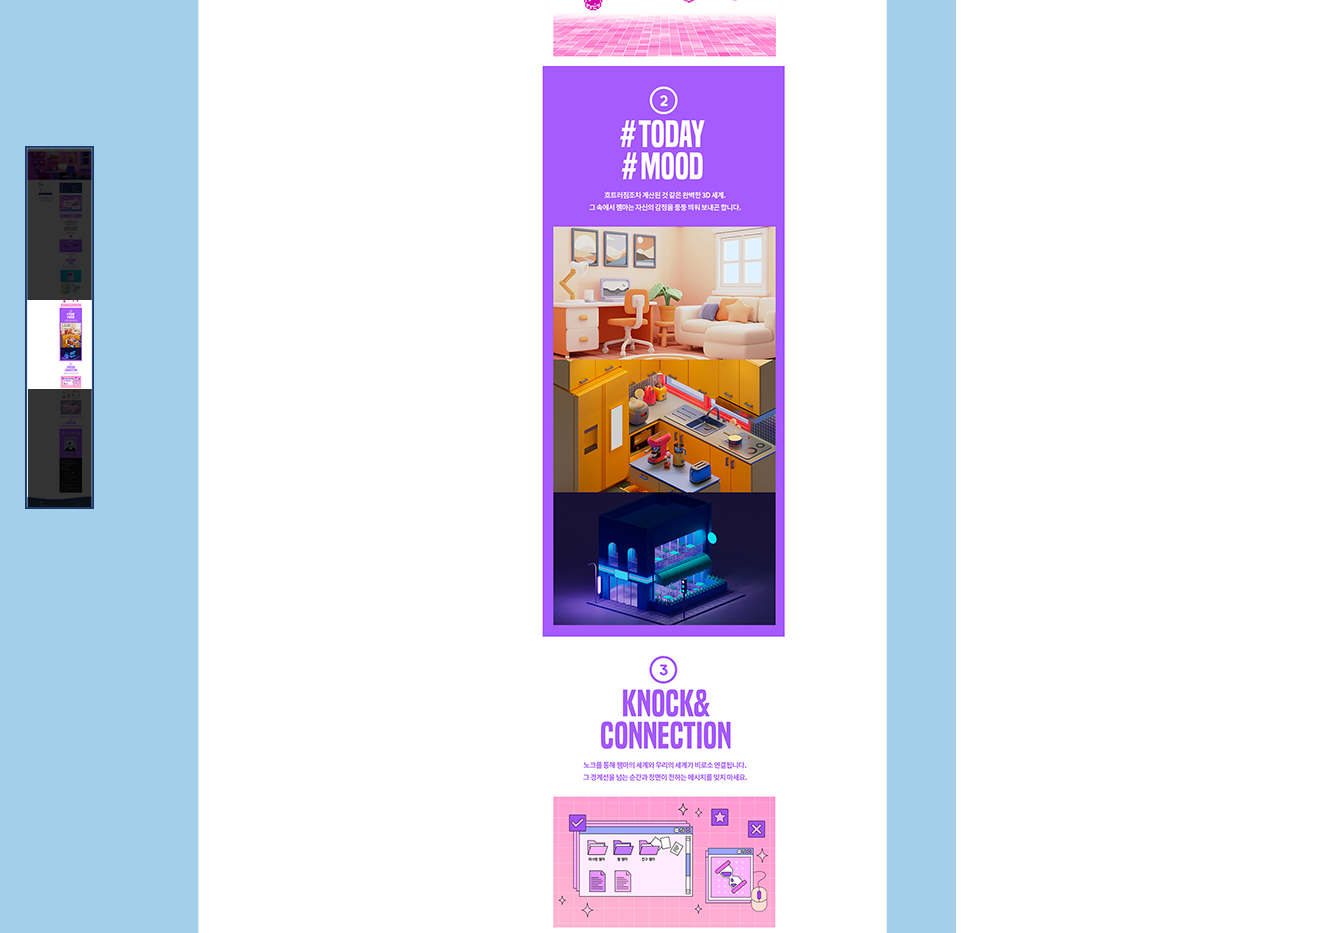 2
# TODAY
# MOOD
흐트러짐조차 계산된 것 같은 완벽한 3D 세계.
그 속에서 쨈마는 자신의 감정을 퐁퐁 띄워 보내곤 합니다.
3
KNOCK&
CONNECTION
노크를 통해 쨈마의 세계와 우리의 세계가 비로소 연결됩니다.
그 경계선을 넘는 순간과 장면이 전하는 메시지를 잊지 마세요.